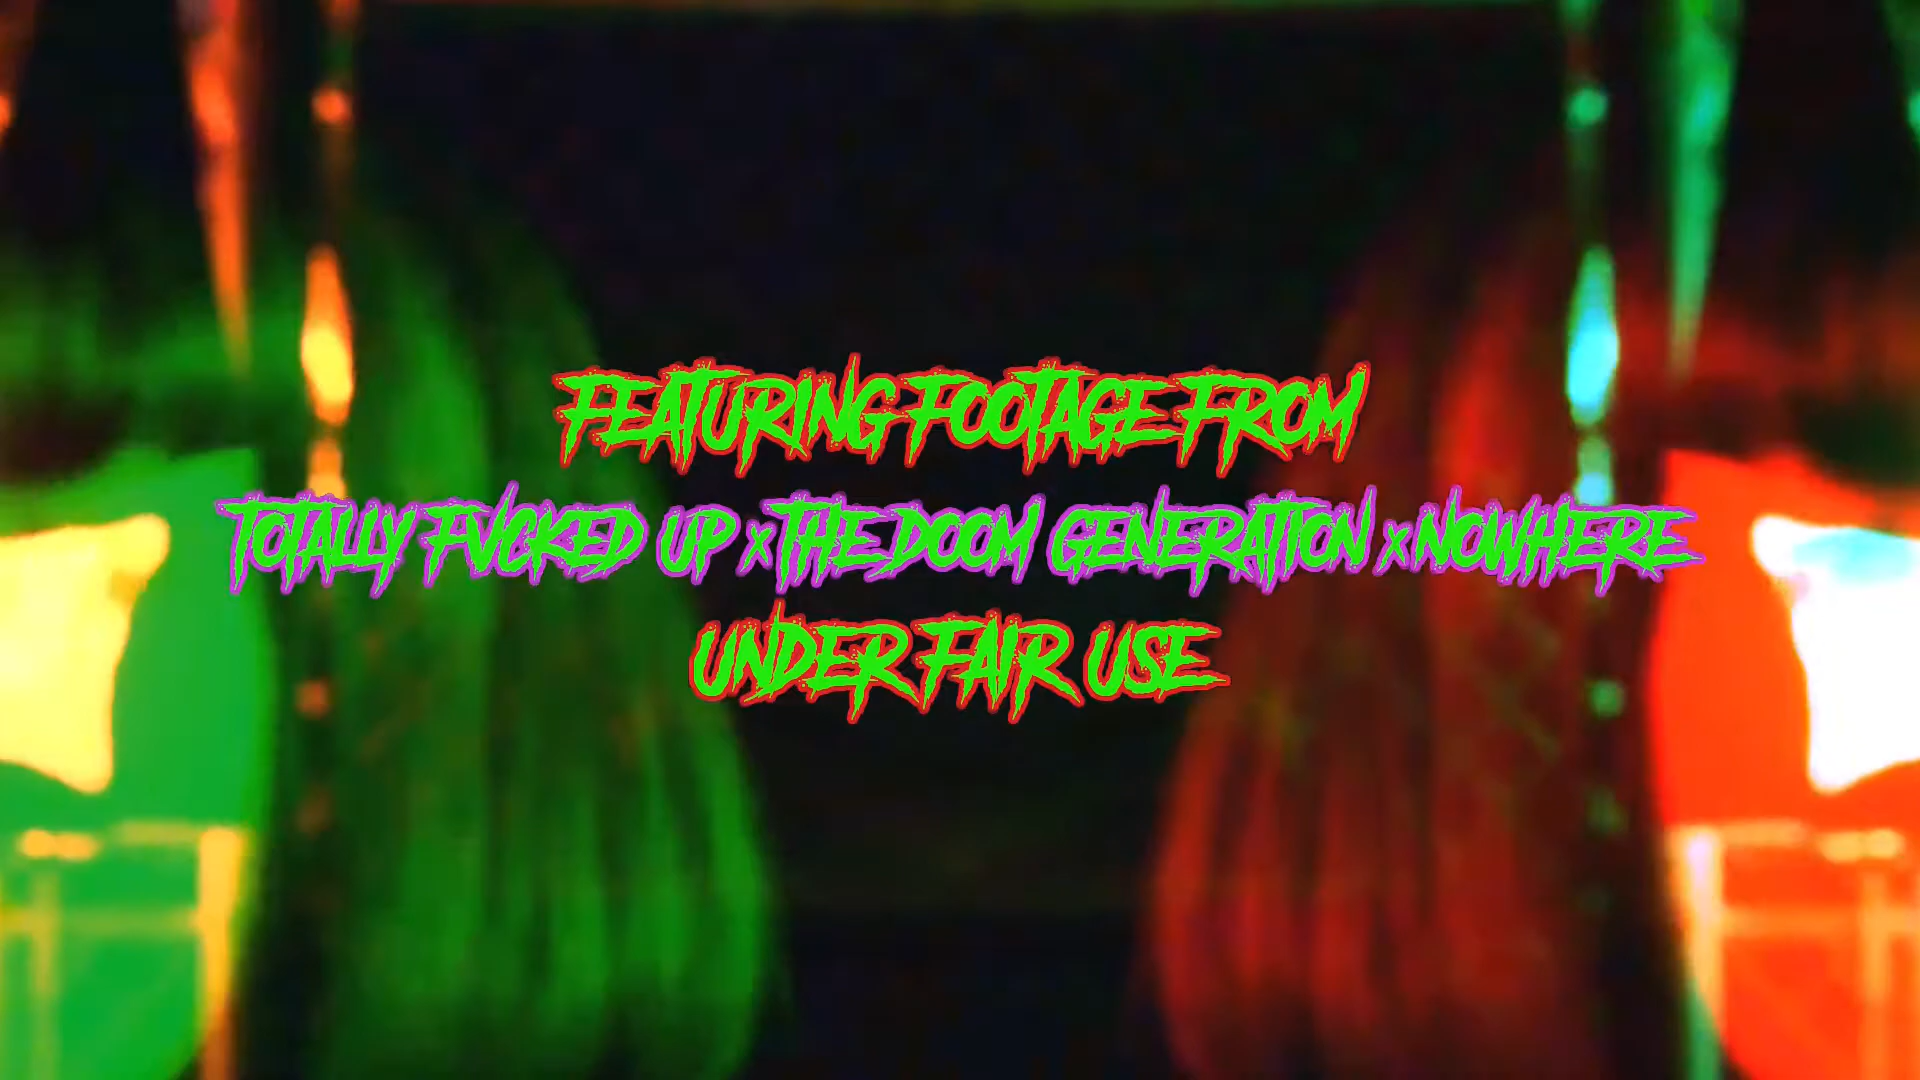 FEATURING FOOTAGE FROM
TOTALLY FVCKED UP x THE DOOM GENERATION x NOWHERE
UNDER FAIR USE